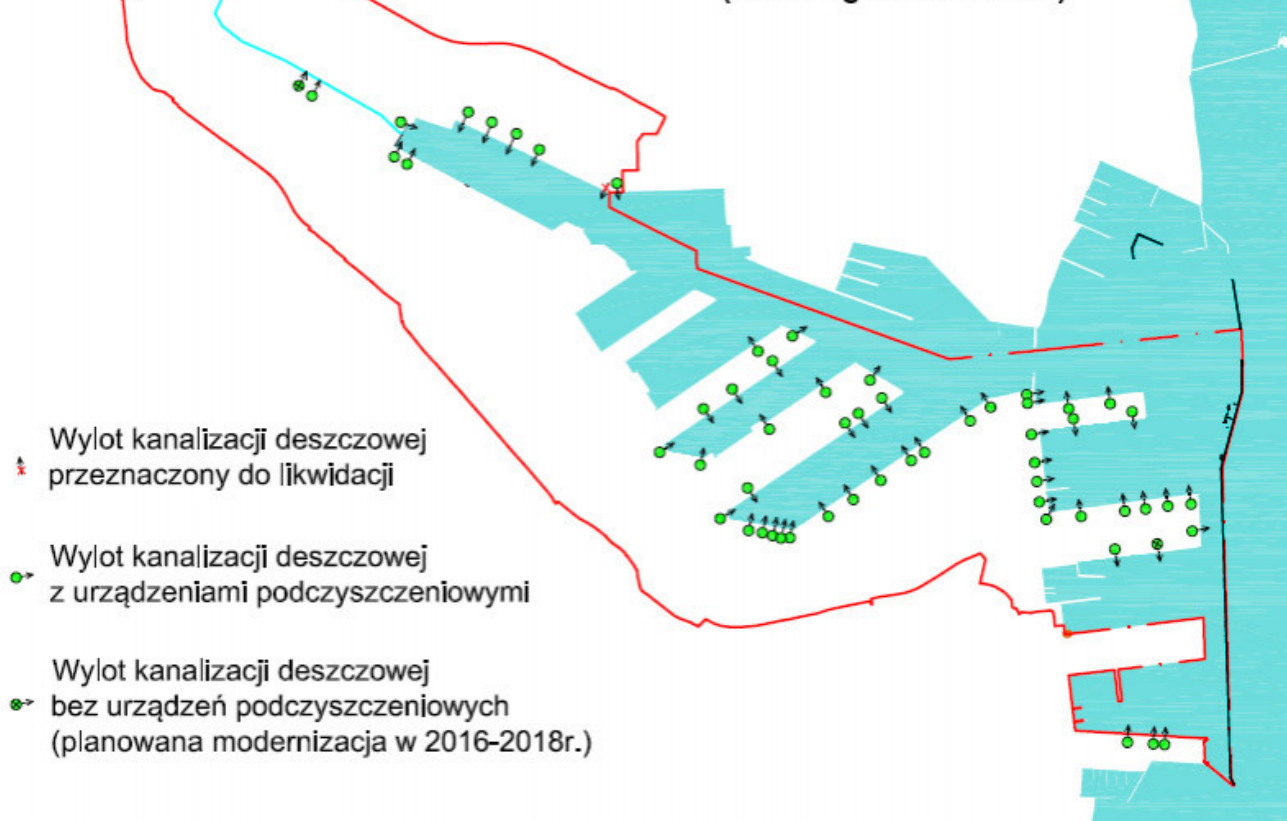 Wylot kanalizacji deszczowej
przeznaczony do likwidacji
Wylot kanalizacji deszczowej
z urządzeniami podczyszczeniowymi
Wylot kanalizacji deszczowej
bez urządzeń podczyszczeniowych
(planowana modernizacja w 2016-2018r.)